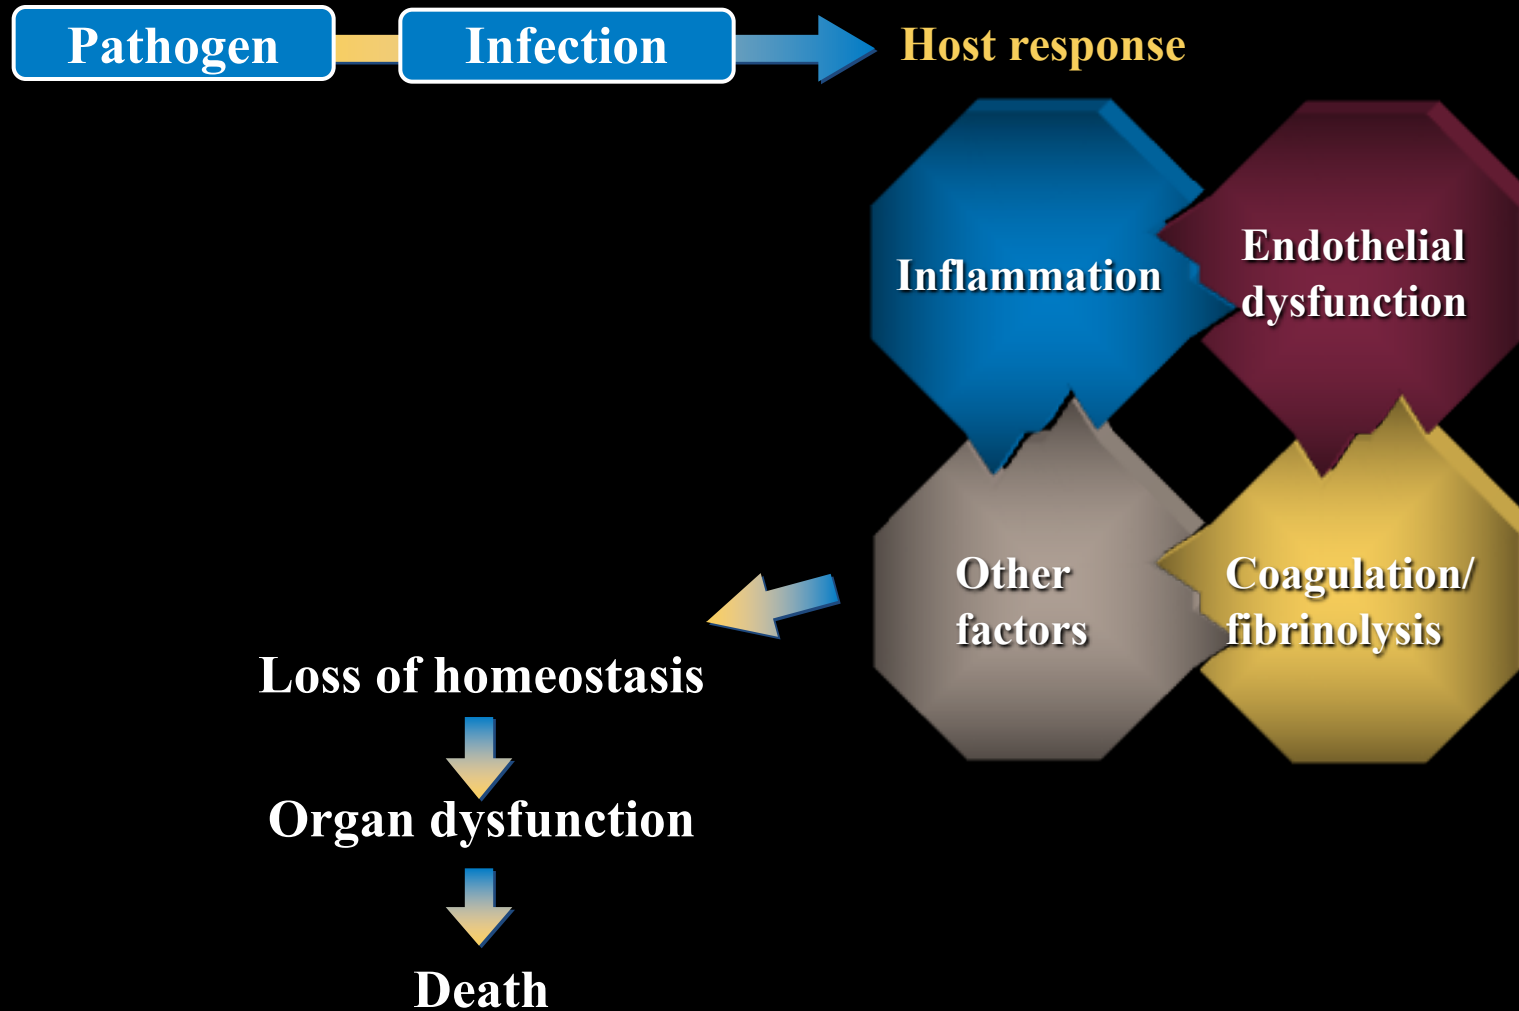 Pathogen
Infection
Host response
Inflammation
Endothelial
dysfunction
Other
factors
Coagulation/
fibrinolysis
Loss of homeostasis
Organ dysfunction
Death